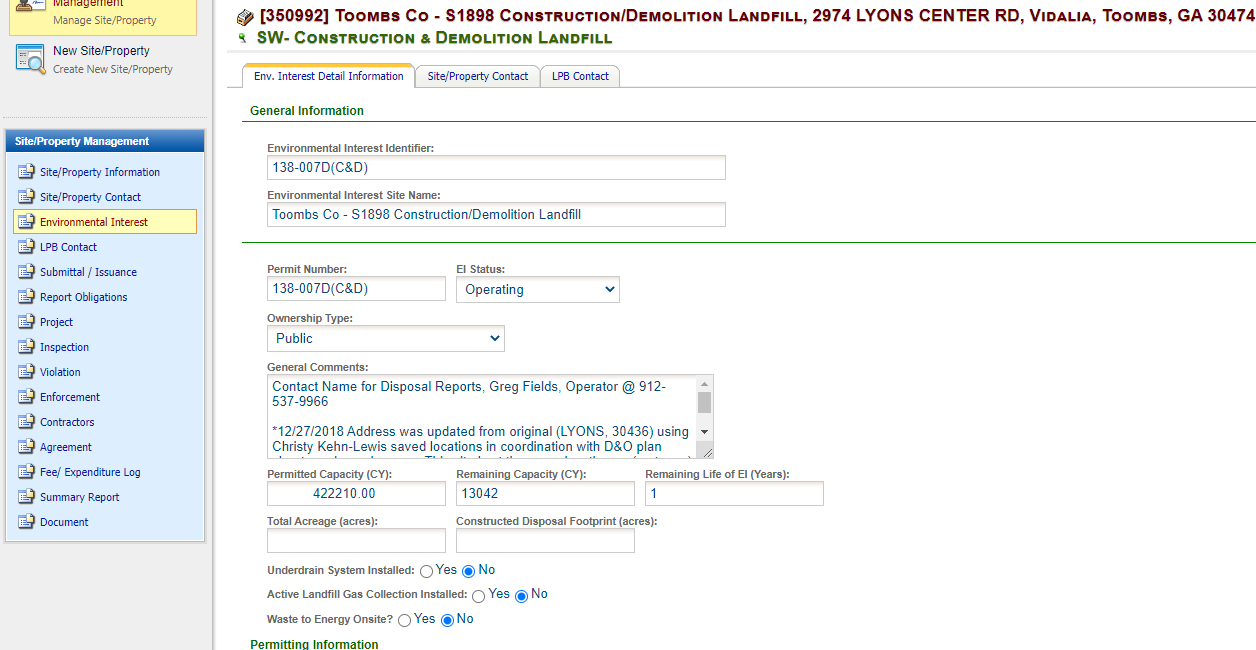 Management
Manage Site/Property
New Site/Property
Create New Site/Property
Site/Property Management
Site/Property Information
Site/Property Contact
Environmental Interest
LPB Contact
Submittal / Issuance
Report Obligations
Project
Inspection
Violation
Enforcement
Contractors
Agreement
Fee/ Expenditure Log
Summary Report
Document
[350992] Toombs Co - S1898 Construction/Demolition Landfill, 2974 LYONS CENTER RD, Vidalia, Toombs, GA 30474
SW- Construction & Demolition Landfill
Env. Interest Detail Information Site/Property Contact LPB Contact
General Information
Environmental Interest Identifier:
138-007D(C&D)
Environmental Interest Site Name:
Toombs Co - S1898 Construction/Demolition Landfill
Permit Number: EI Status:
138-007D(C&D) Operating
Ownership Type:
Public
General Comments:
Contact Name for Disposal Reports, Greg Fields, Operator @ 912-
537-9966
*12/27/2018 Address was updated from original (LYONS, 30436) using
Christy Kehn-Lewis saved locations in coordination with D&O plan
Permitted Capacity (CY): Remaining Capacity (CY): Remaining Life of EI (Years):
422210.00 13042 1
Total Acreage (acres): Constructed Disposal Footprint (acres):
Underdrain System Installed: Yes No
Active Landfill Gas Collection Installed: Yes No
Waste to Energy Onsite? Yes No
Permitting Information